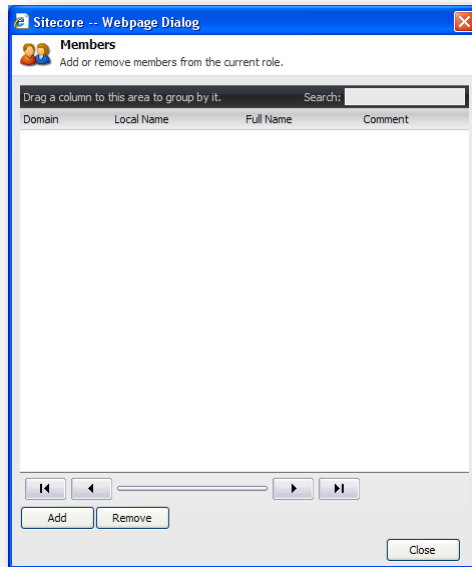 Sitecore -- Webpage Dialog
Members
Add or remove members from the current role.
Drag a column to this area to group by it. Search:
Domain Local Name Full Name Comment
Add Remove
Close